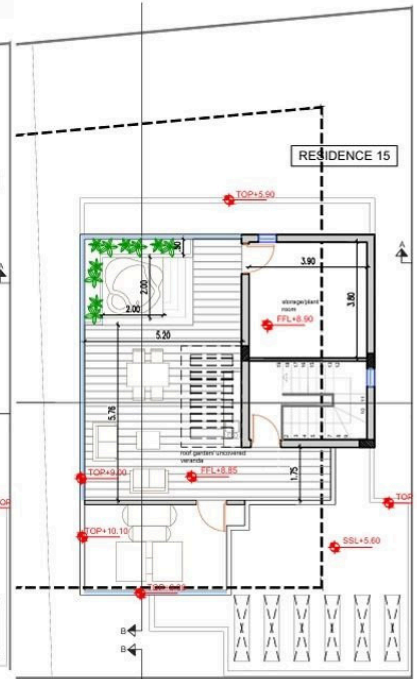 RESIDENCE 15
TOP+5.90
A
A
.50
3.90
2.00
2.00
storage/plant
room
3.80
FFL+8.90
5.20
5.76
roof garden/ uncovered
veranda
1.75
TOP+9.00
FFL+8.85
TOP
TOP+10.10
SSL+5.60
B
B